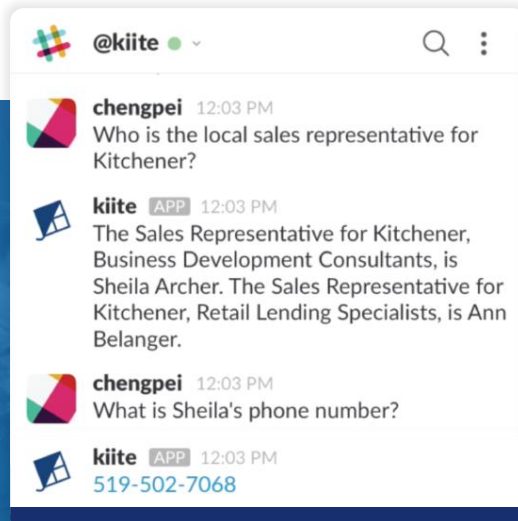 @kiite
chengpei 12:03 PM
Who is the local sales representative for
Kitchener?
kiite APP 12:03 PM
The Sales Representative for Kitchener,
Business Development Consultants, is
Sheila Archer. The Sales Representative for
Kitchener, Retail Lending Specialists, is Ann
Belanger.
chengpei 12:03 PM
What is Sheila's phone number?
kiite APP 12:03 PM
519-502-7068